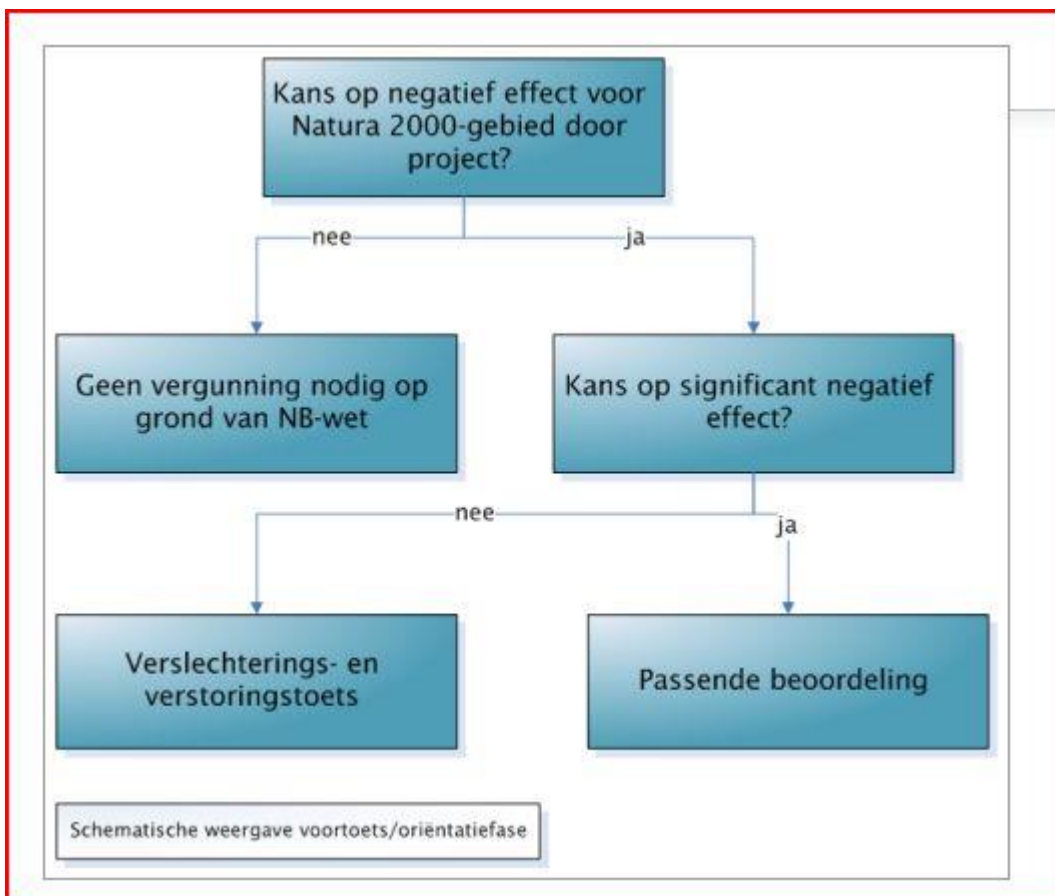 Kans op negatief effect voor
Natura 2000-gebied door
project?
nee
ja
Geen vergunning nodig op
grond van NB-wet
Kans op significant negatief
effect?
nee
ja
Verslechterings- en
verstoringstoets
Passende beoordeling
Schematische weergave voortoets/oriëntatiefase